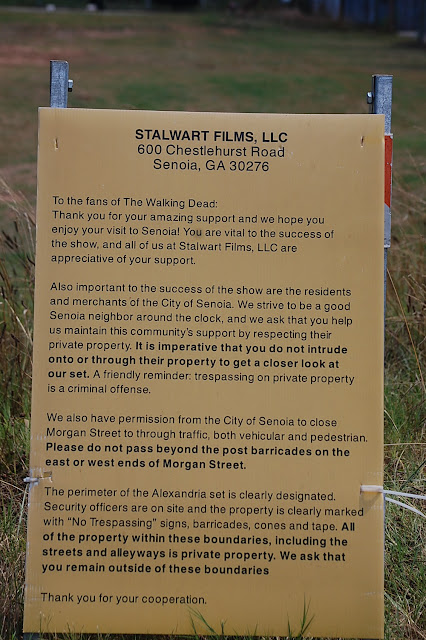 STALWART FILMS, LLC
600 Chestlehurst Road
Senoia, GA 30276
To the fans of The Walking Dead:
Thank you for your amazing support and we hope you
enjoy your visit to Senoia! You are vital to the success of
the show, and all of us at Stalwart Films, LLC are
appreciative of your support.
Also important to the success of the show are the residents
and merchants of the City of Senoia. We strive to be a good
Senoia neighbor around the clock, and we ask that you help
us maintain this community's support by respecting their
private property. It is imperative that you do not intrude
onto or through their property to get a closer look at
our set. A friendly reminder: trespassing on private property
is a criminal offense.
We also have permission from the City of Senoia to close
Morgan Street to through traffic, both vehicular and pedestrian.
Please do not pass beyond the post barricades on the
east or west ends of Morgan Street.
The perimeter of the Alexandria set is clearly designated.
Security officers are on site and the property is clearly marked
with "No Trespassing" signs, barricades, cones and tape. All
of the property within these boundaries, including the
streets and alleyways is private property. We ask that
you remain outside of these boundaries
Thank you for your cooperation.